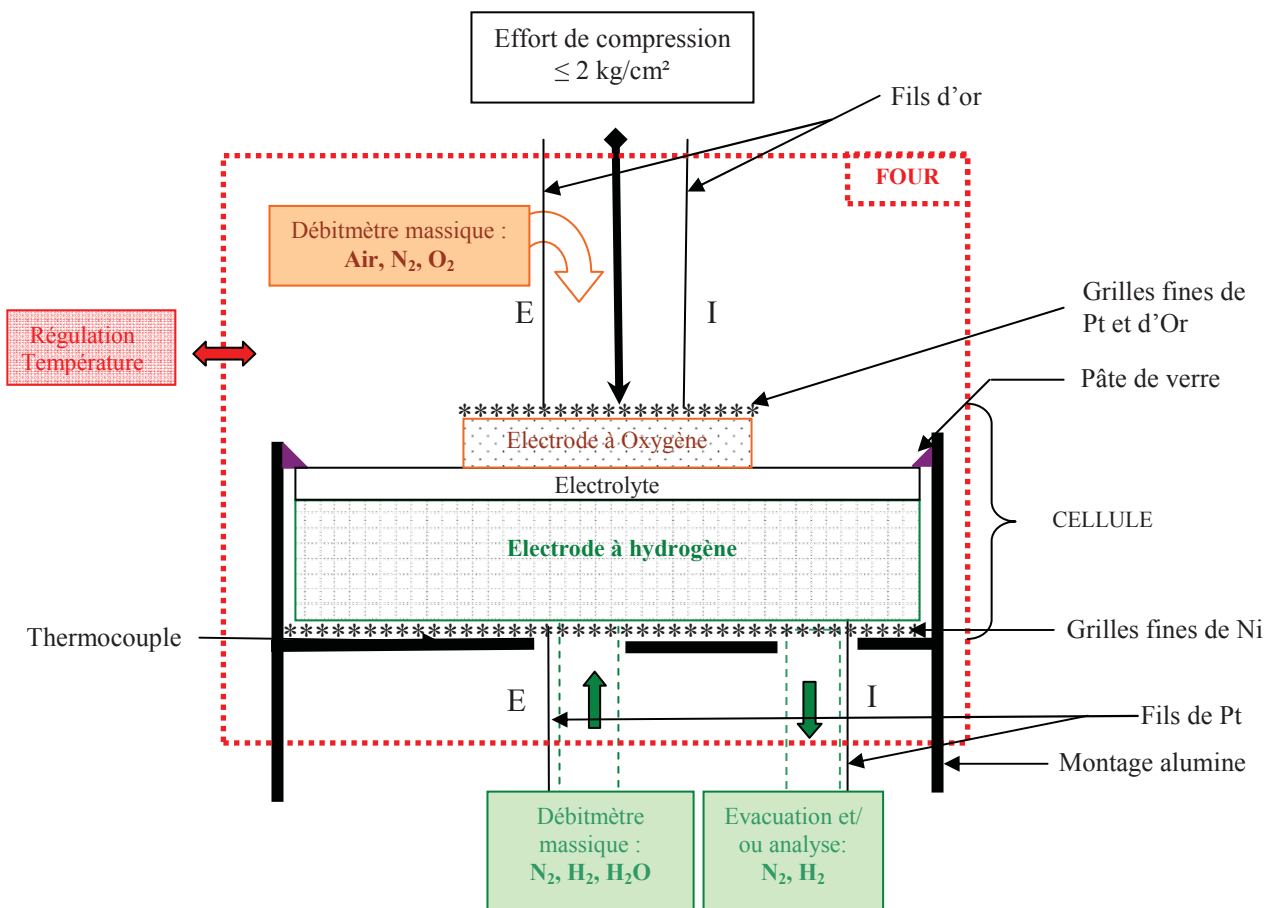 Effort de compression
≤ 2 kg/cm²
Fils d’or
FOUR
Débitmètre massique :
Air, N₂, O₂
E
I
Grilles fines de
Pt et d’Or
Régulation
Température
Pâte de verre
*******************
Electrode à Oxygène
Electrolyte
CELLULE
Electrode à hydrogène
Thermocouple
****************************************
Grilles fines de Ni
E
I
Fils de Pt
Montage alumine
Débitmètre
massique :
N₂, H₂, H₂O
Evacuation et/
ou analyse:
N₂, H₂